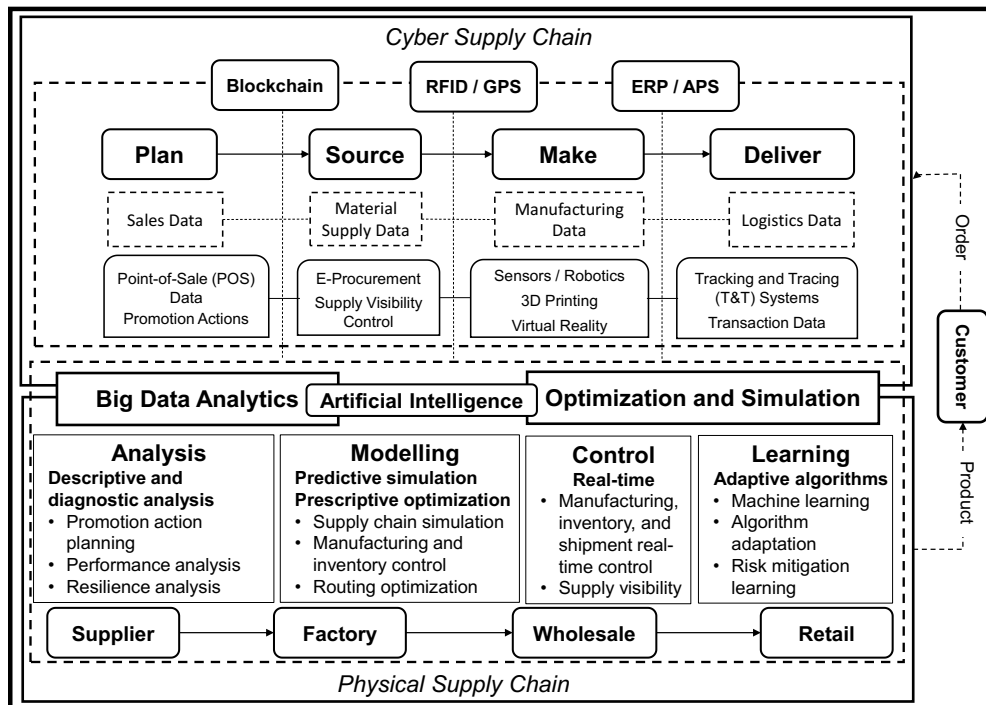 Cyber Supply Chain
Blockchain
RFID / GPS
ERP / APS
Plan
Source
Make
Deliver
Sales Data
Material
Supply Data
Manufacturing
Data
Logistics Data
Point-of-Sale (POS)
Data
Promotion Actions
E-Procurement
Supply Visibility
Control
Sensors / Robotics
3D Printing
Virtual Reality
Tracking and Tracing
(T&T) Systems
Transaction Data
Order
Customer
Product
Big Data Analytics
Artificial Intelligence
Optimization and Simulation
Analysis
Descriptive and
diagnostic analysis
• Promotion action
planning
• Performance analysis
• Resilience analysis
Modelling
Predictive simulation
Prescriptive optimization
• Supply chain simulation
• Manufacturing and
inventory control
• Routing optimization
Control
Real-time
• Manufacturing,
inventory, and
shipment real-
time control
• Supply visibility
Learning
Adaptive algorithms
• Machine learning
• Algorithm
adaptation
• Risk mitigation
learning
Supplier
Factory
Wholesale
Retail
Physical Supply Chain